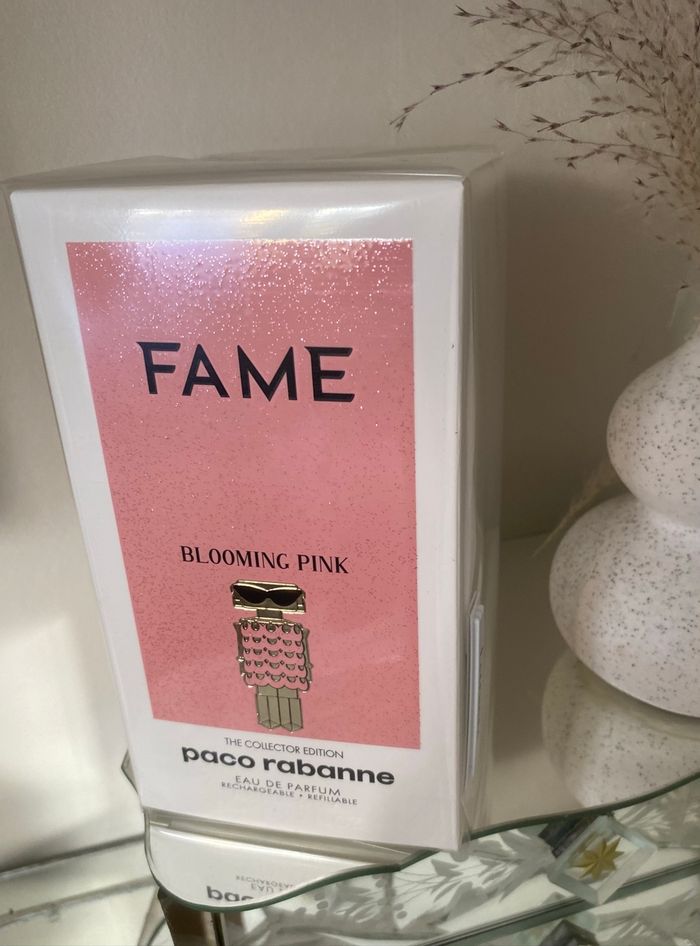 FAME
BLOOMING PINK
THE COLLECTOR EDITION
paco rabanne
EAU DE PARFUM
RECHARGEABLE • REFILLABLE